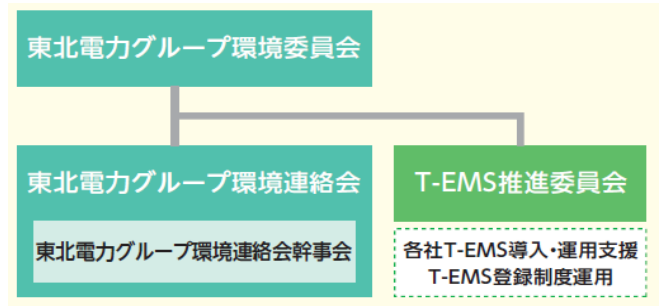 東北電力グループ環境委員会
東北電力グループ環境連絡会
東北電力グループ環境連絡会幹事会
T-EMS推進委員会
各社T-EMS導入・運用支援
T-EMS登録制度運用